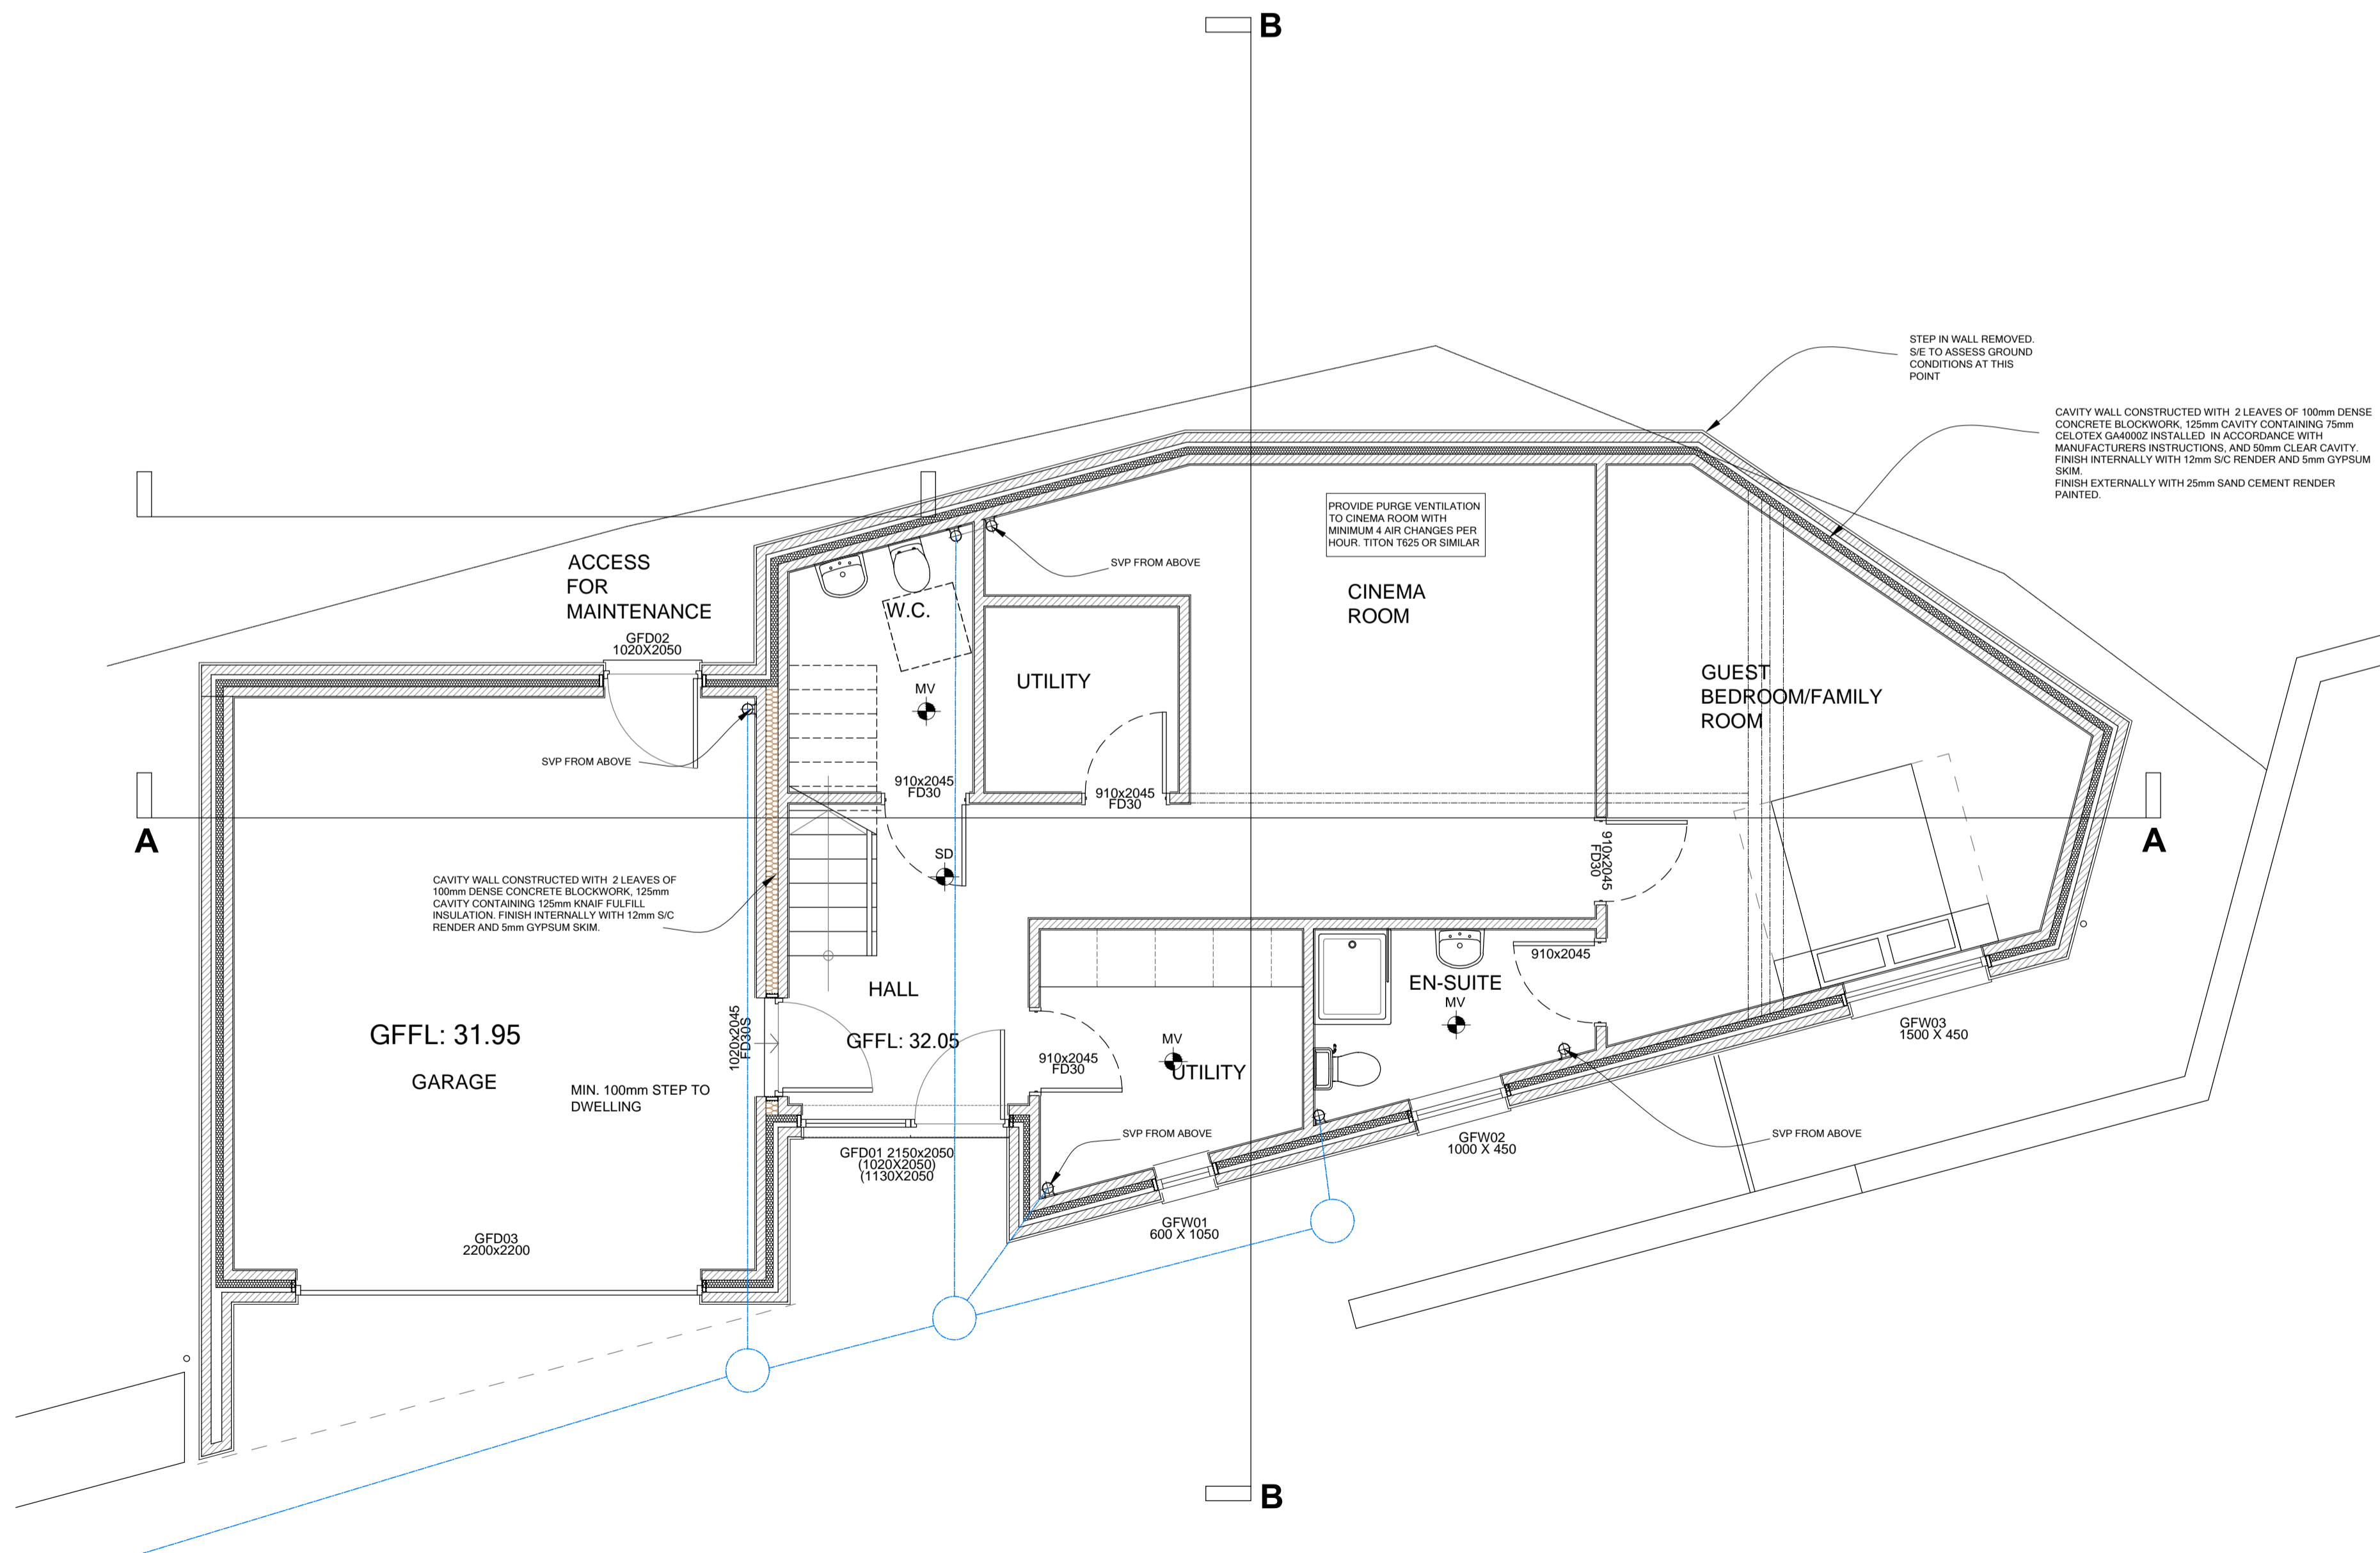 B
STEP IN WALL REMOVED.
S/E TO ASSESS GROUND
CONDITIONS AT THIS
POINT
CAVITY WALL CONSTRUCTED WITH 2 LEAVES OF 100mm DENSE
CONCRETE BLOCKWORK, 125mm CAVITY CONTAINING 75mm
CELOTEX GA4000Z INSTALLED IN ACCORDANCE WITH
MANUFACTURERS INSTRUCTIONS, AND 50mm CLEAR CAVITY.
FINISH INTERNALLY WITH 12mm S/C RENDER AND 5mm GYPSUM
SKIM.
FINISH EXTERNALLY WITH 25mm SAND CEMENT RENDER
PAINTED.
PROVIDE PURGE VENTILATION
TO CINEMA ROOM WITH
MINIMUM 4 AIR CHANGES PER
HOUR. TITON T625 OR SIMILAR
ACCESS
FOR
MAINTENANCE
SVP FROM ABOVE
CINEMA
ROOM
W.C.
GFD02
1020X2050
UTILITY
GUEST
BEDROOM/FAMILY
ROOM
MV
SVP FROM ABOVE
910x2045
FD30
910x2045
FD30
A
A
910x2045
FD30
SD
CAVITY WALL CONSTRUCTED WITH 2 LEAVES OF
100mm DENSE CONCRETE BLOCKWORK, 125mm
CAVITY CONTAINING 125mm KNAIF FULFILL
INSULATION. FINISH INTERNALLY WITH 12mm S/C
RENDER AND 5mm GYPSUM SKIM.
910x2045
HALL
EN-SUITE
MV
GFFL: 31.95
1020x2045
FD30S
GFFL: 32.05
MV
910x2045
FD30
UTILITY
GFW03
1500 X 450
GARAGE
MIN. 100mm STEP TO
DWELLING
SVP FROM ABOVE
SVP FROM ABOVE
GFD01 2150x2050
(1020X2050)
(1130X2050
GFW02
1000 X 450
GFW01
600 X 1050
GFD03
2200x2200
B